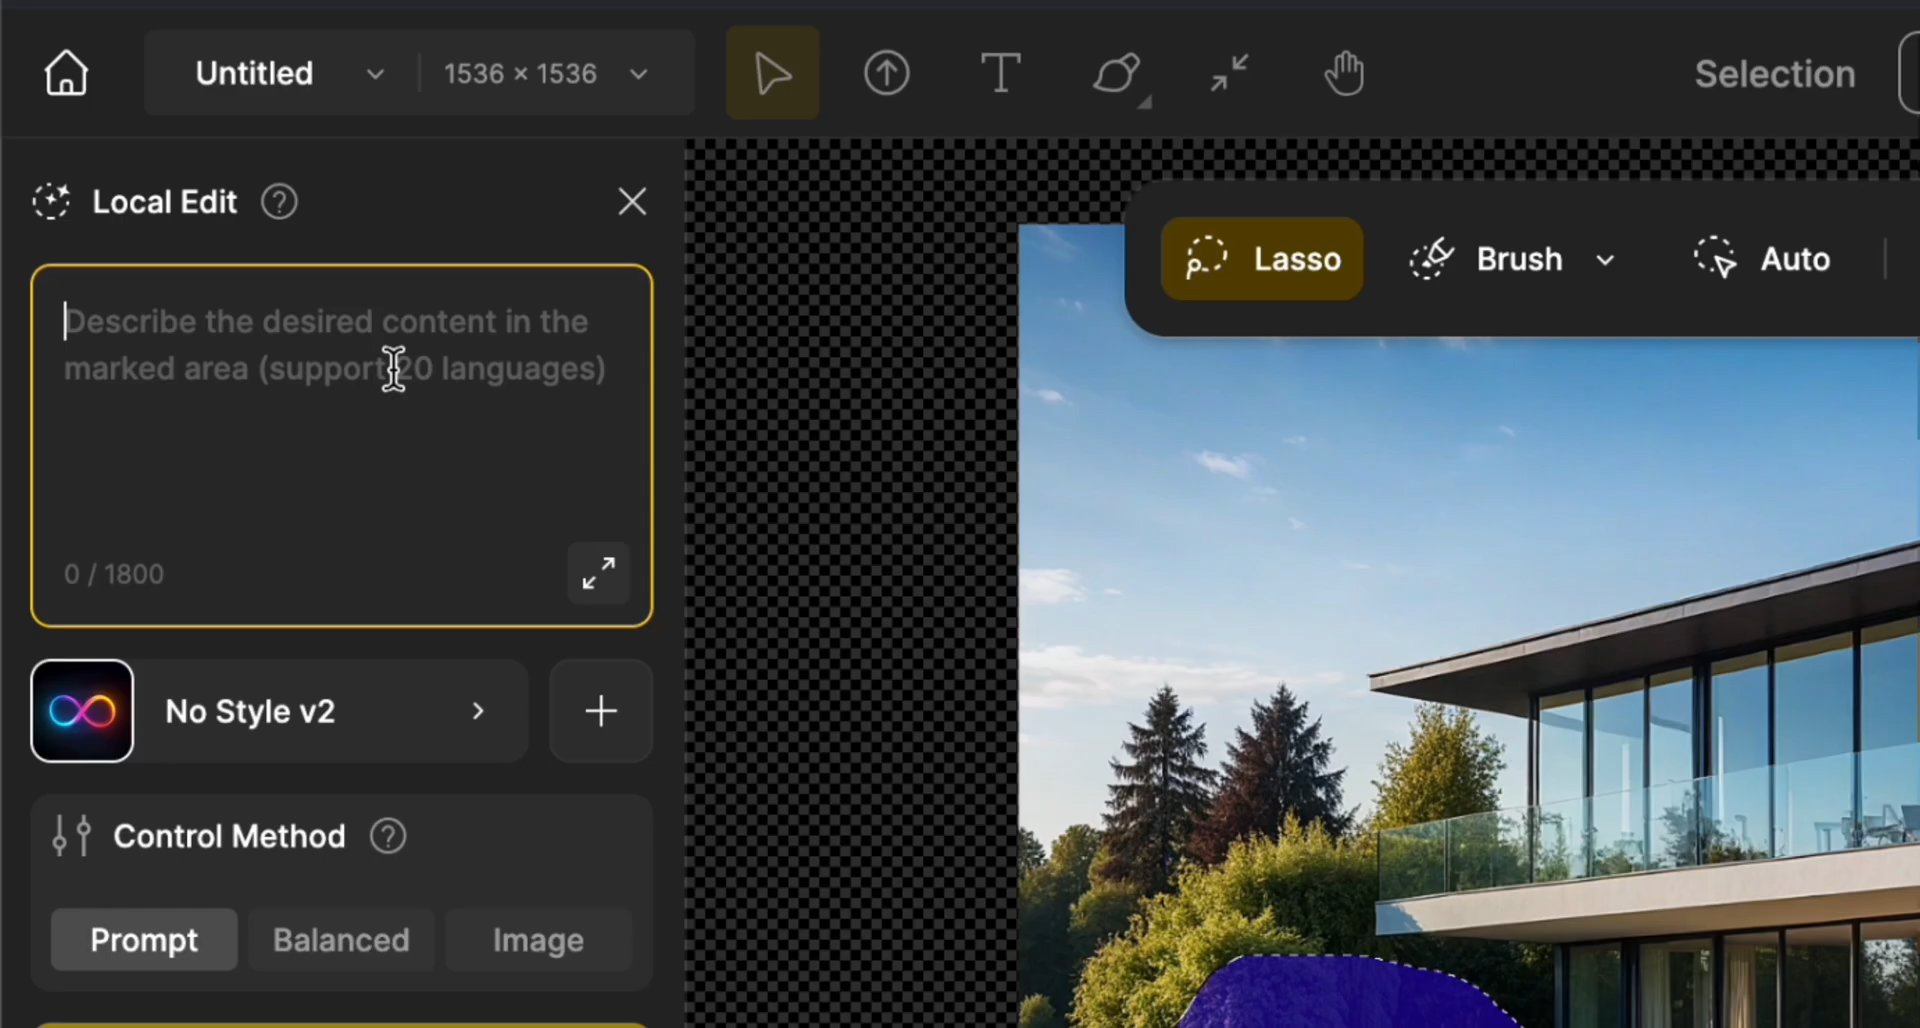 Untitled
1536 × 1536
Selection
Local Edit
Lasso
Brush
Auto
Describe the desired content in the
marked area (support 20 languages)
0 / 1800
No Style v2
Control Method
Prompt
Balanced
Image